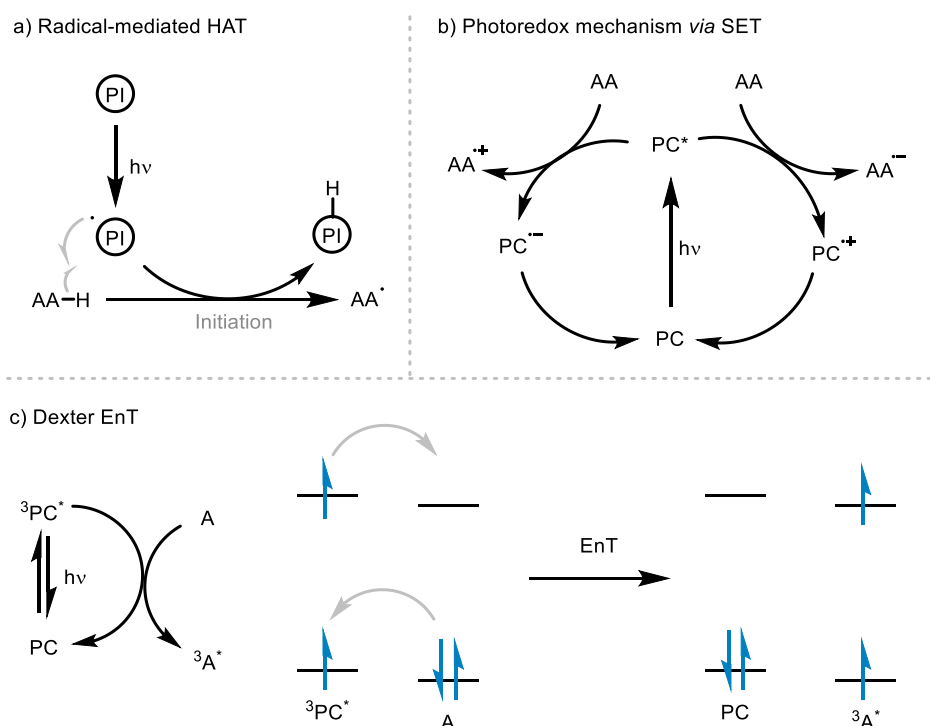 a) Radical-mediated HAT
PI
hν
PI
H
PI
AA–H
AA•
Initiation
b) Photoredox mechanism via SET
AA
AA
PC*
AA•+
AA•–
PC•–
PC•+
hν
PC
c) Dexter EnT
³PC*
A
hν
PC
³A*
EnT
³PC*
A
PC
³A*